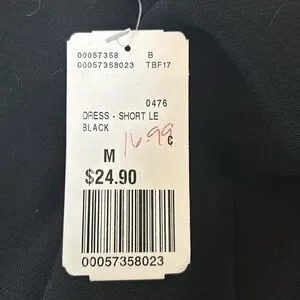 00057358 B
00057358023 TBF17
0476
DRESS - SHORT LE
BLACK
16.99 ¢
M
$24.90
00057358023